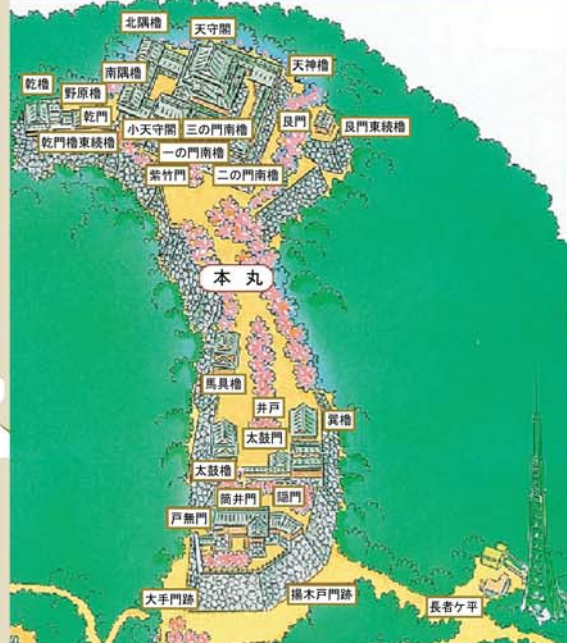 北隅櫓
天守閣
南隅櫓
天神櫓
乾櫓
野原櫓
乾門
艮門
艮門東続櫓
小天守閣
三の門南櫓
乾門櫓東続櫓
一の門南櫓
紫竹門
二の門南櫓
本丸
馬具櫓
井戸
巽櫓
太鼓門
太鼓櫓
筒井門
隠門
戸無門
大手門跡
揚木戸門跡
長者ケ平